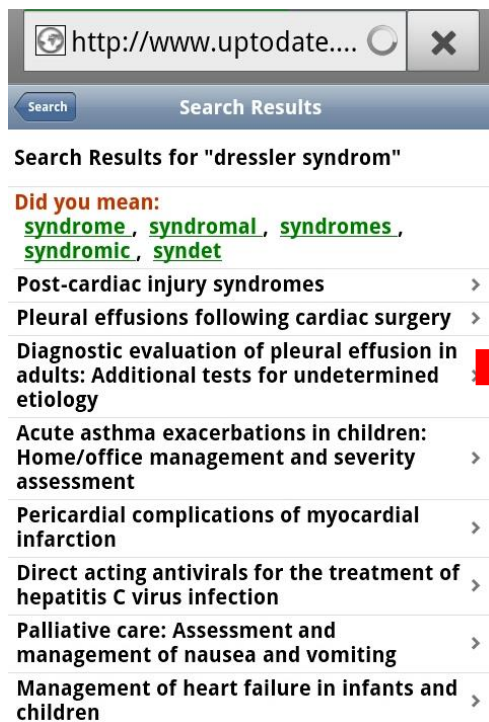 http://www.uptodate....
Search
Search Results
Search Results for "dressler syndrom"
Did you mean:
syndrome , syndromal , syndromes ,
syndromic , syndet
Post-cardiac injury syndromes
Pleural effusions following cardiac surgery
Diagnostic evaluation of pleural effusion in
adults: Additional tests for undetermined
etiology
Acute asthma exacerbations in children:
Home/office management and severity
assessment
Pericardial complications of myocardial
infarction
Direct acting antivirals for the treatment of
hepatitis C virus infection
Palliative care: Assessment and
management of nausea and vomiting
Management of heart failure in infants and
children